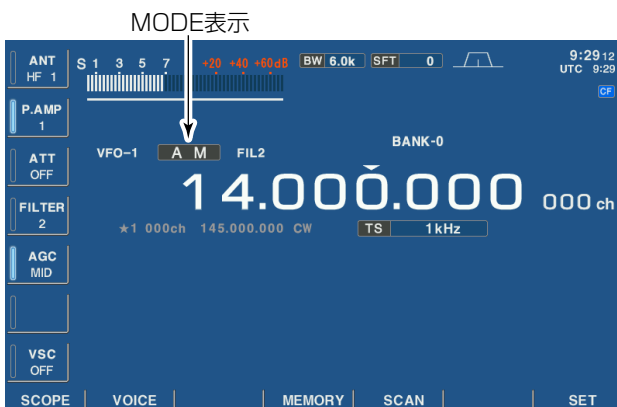 MODE表示
ANT
HF 1
S 1 3 5 7 +20 +40 +60dB
BW 6.0k SFT 0
9:29 12
UTC 9:29
CF
P.AMP
1
BANK-0
VFO-1 A M FIL2
ATT
OFF
14.000.000 000 ch
FILTER
2
★1 000ch 145.000.000 CW
TS 1kHz
AGC
MID
VSC
OFF
SCOPE VOICE MEMORY SCAN SET